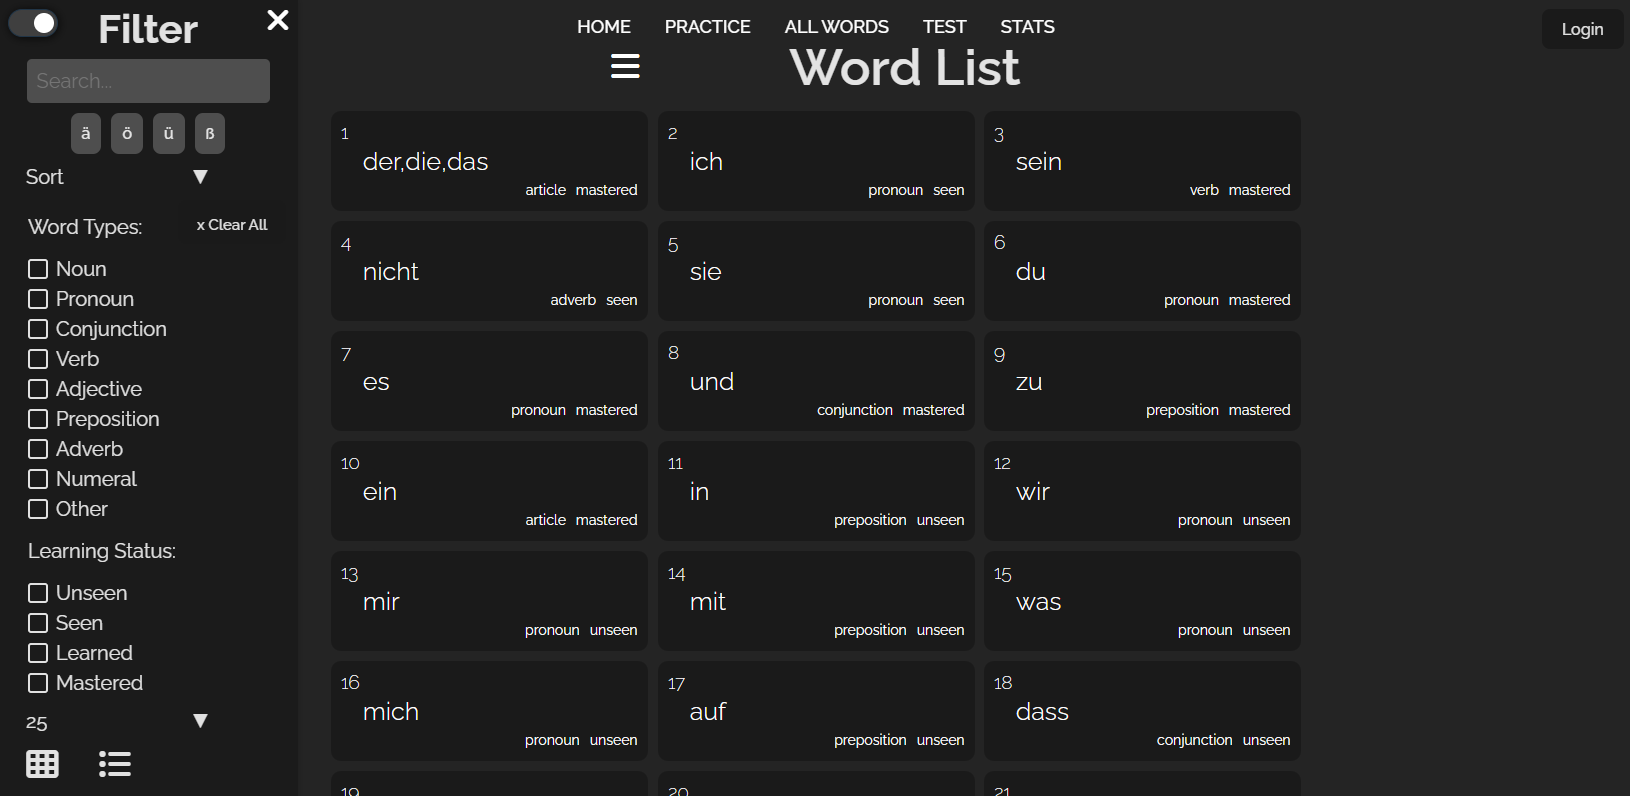 Filter
Search...
ä ö ü ß
Sort ▼
Word Types: x Clear All
Noun
Pronoun
Conjunction
Verb
Adjective
Preposition
Adverb
Numeral
Other
Learning Status:
Unseen
Seen
Learned
Mastered
25 ▼
HOME PRACTICE ALL WORDS TEST STATS
Login
Word List
1
der,die,das
article mastered
2
ich
pronoun seen
3
sein
verb mastered
4
nicht
adverb seen
5
sie
pronoun seen
6
du
pronoun mastered
7
es
pronoun mastered
8
und
conjunction mastered
9
zu
preposition mastered
10
ein
article mastered
11
in
preposition unseen
12
wir
pronoun unseen
13
mir
pronoun unseen
14
mit
preposition unseen
15
was
pronoun unseen
16
mich
pronoun unseen
17
auf
preposition unseen
18
dass
conjunction unseen
19
20
21